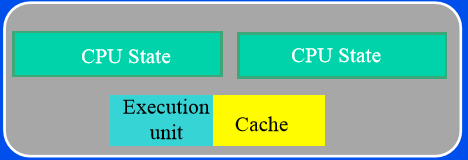 CPU State
CPU State
Execution
unit
Cache